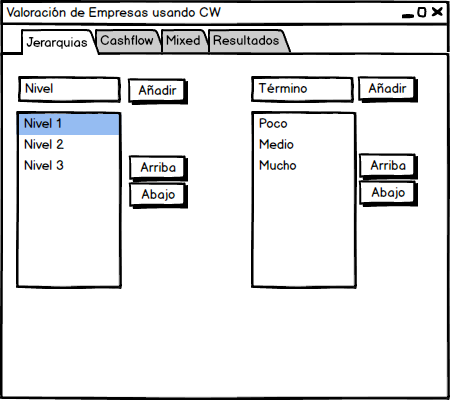 Valoración de Empresas usando CW
Jerarquias Cashflow Mixed Resultados
Nivel Añadir Término Añadir
Nivel 1 Poco
Nivel 2 Medio
Nivel 3 Arriba Mucho Arriba
Abajo Abajo